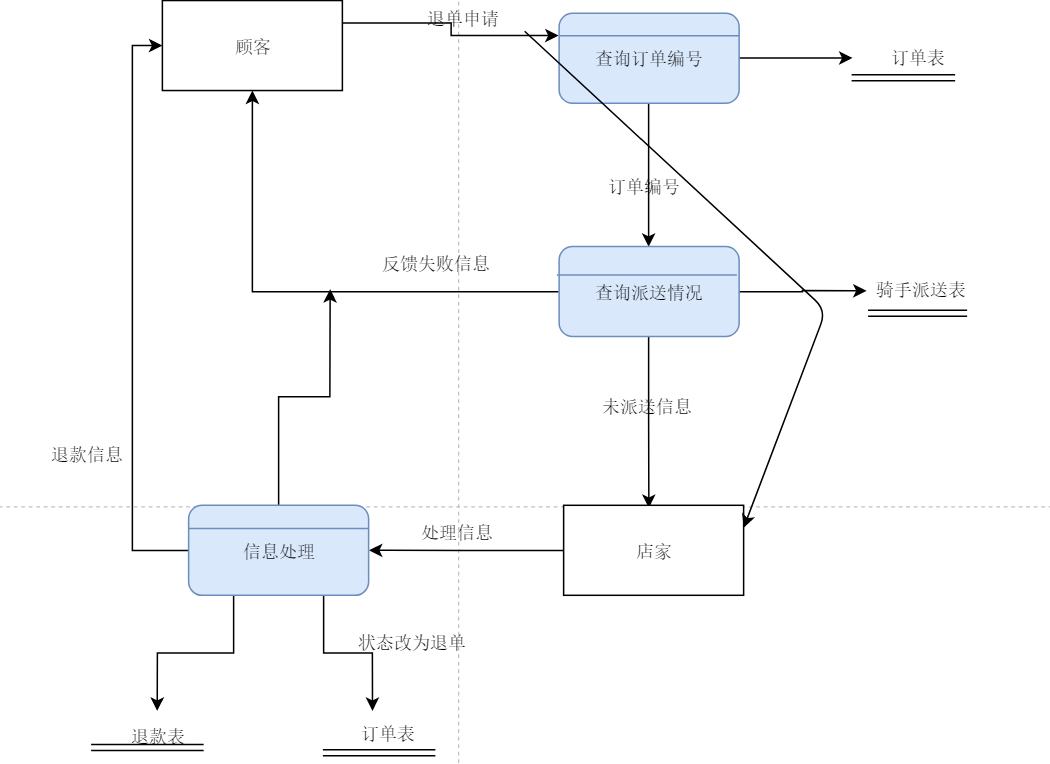 退单申请
顾客
查询订单编号
订单表
订单编号
反馈失败信息
查询派送情况
骑手派送表
未派送信息
退款信息
处理信息
信息处理
店家
状态改为退单
退款表
订单表